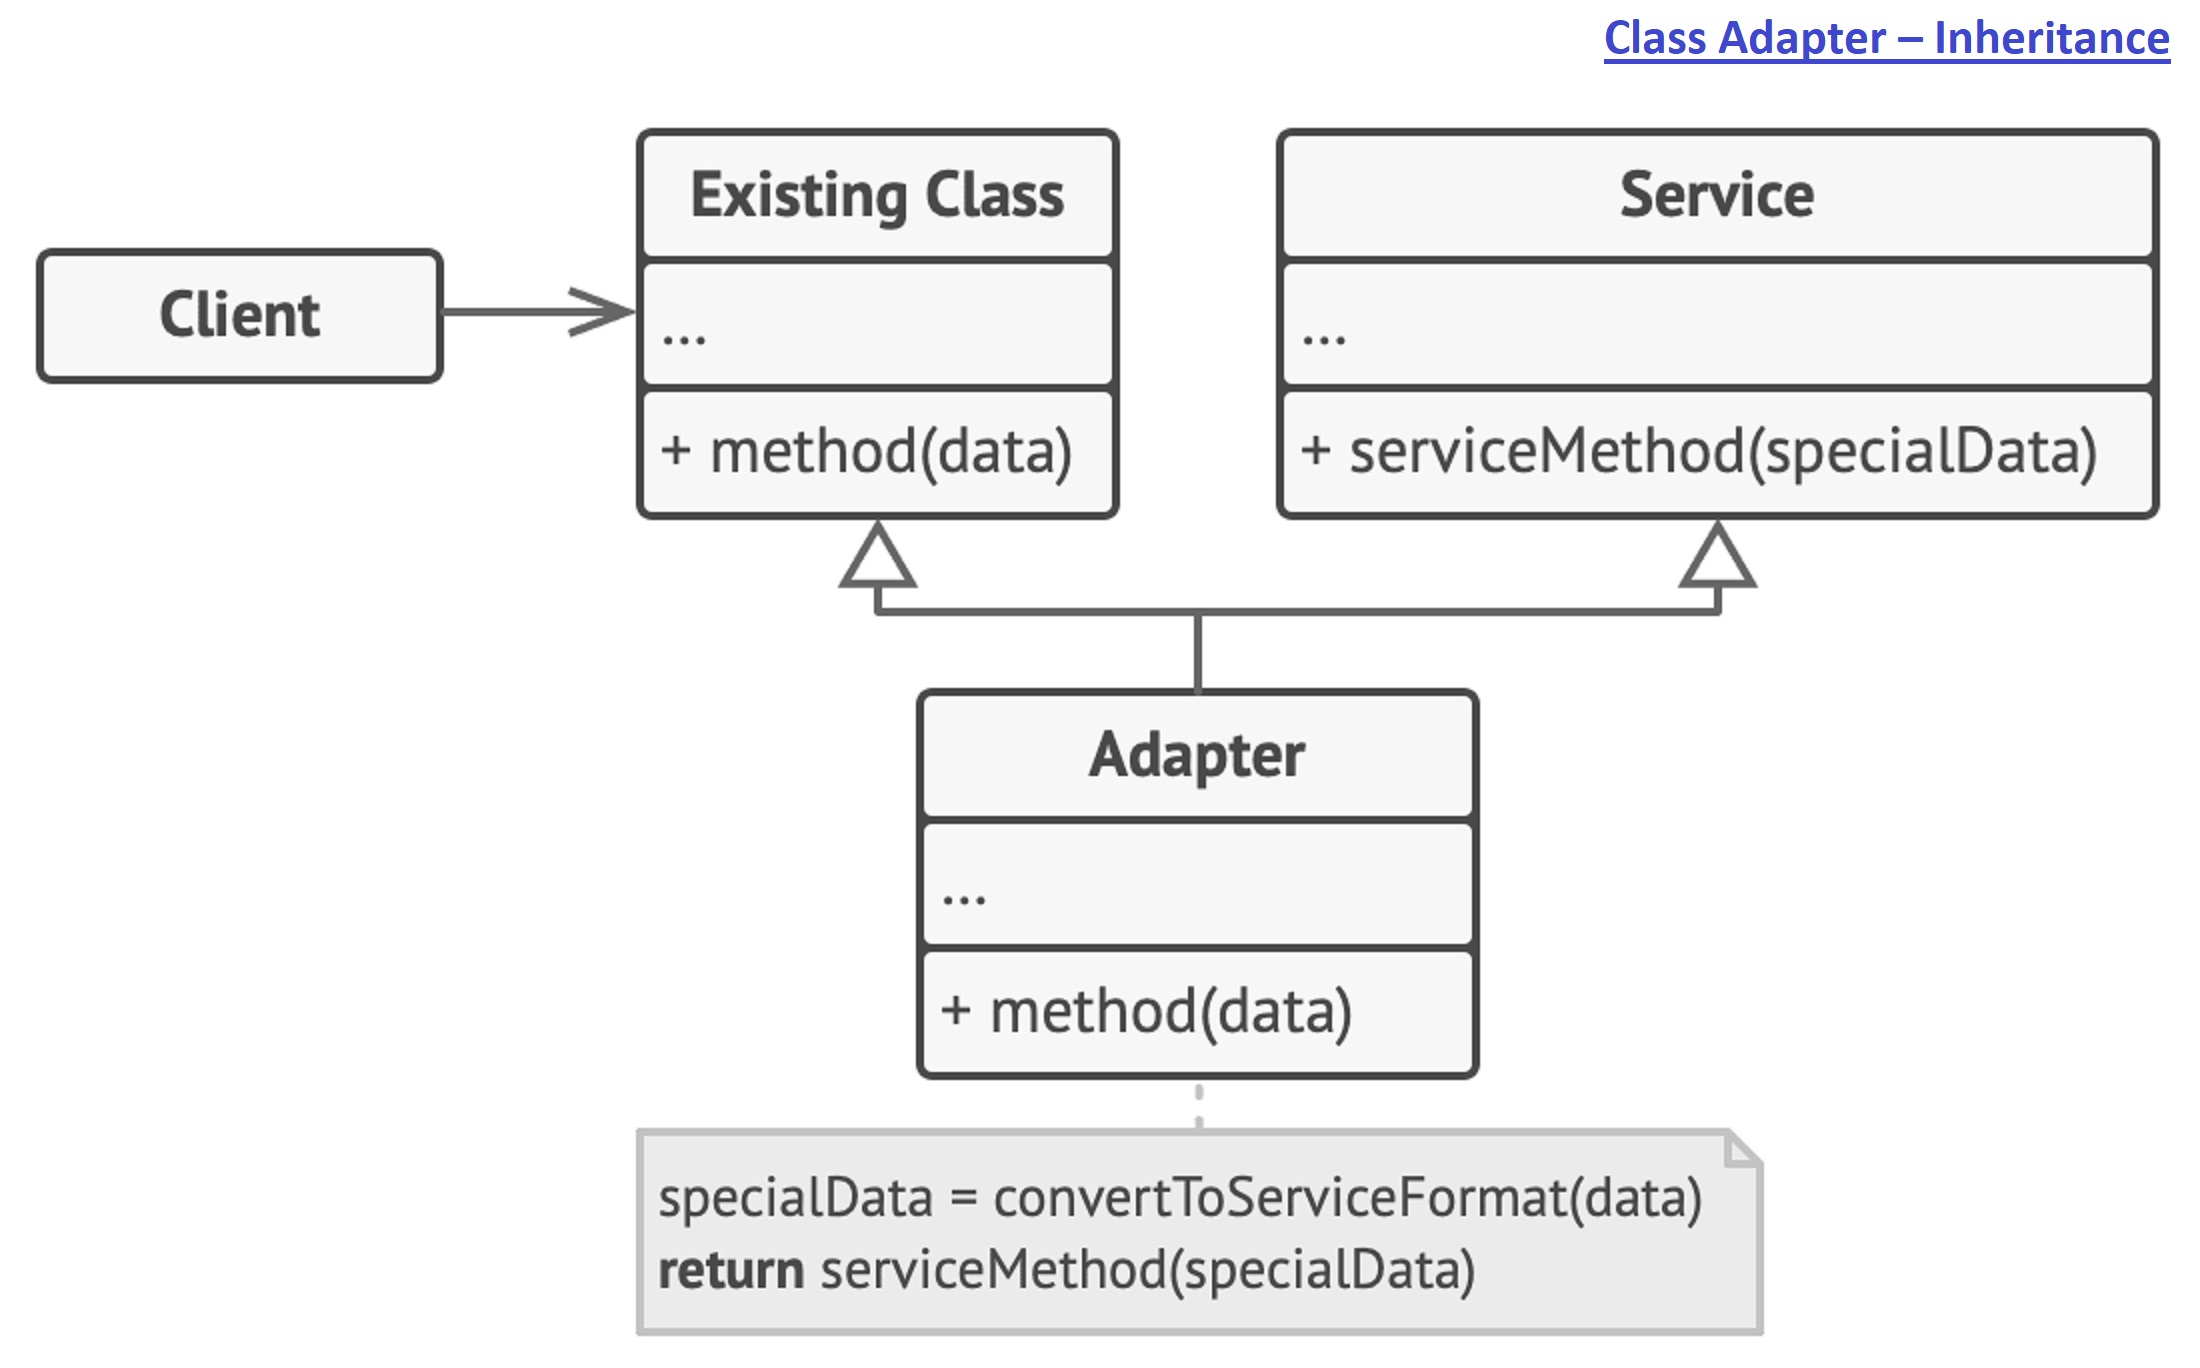 Class Adapter – Inheritance
Client
Existing Class
...
+ method(data)
Service
...
+ serviceMethod(specialData)
Adapter
...
+ method(data)
specialData = convertToServiceFormat(data)
return serviceMethod(specialData)